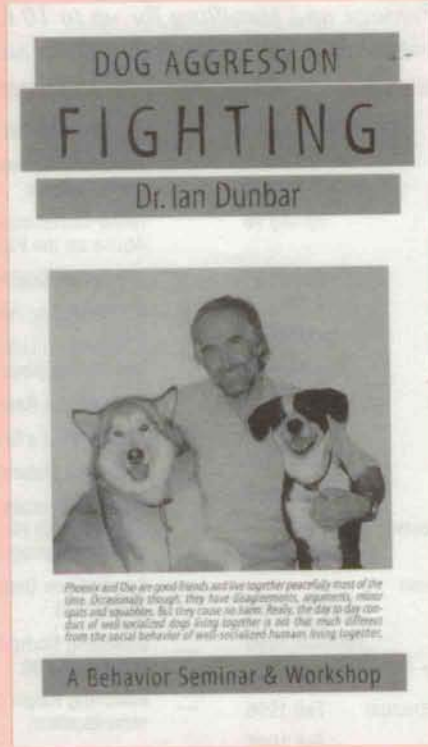 DOG AGGRESSION
FIGHTING
Dr. Ian Dunbar
Phoenix and Oso are good friends and live together peacefully most of the
time. Occasionally though, they have disagreements, arguments, minor
spats and squabbles. But they cause no harm. Really, the day to day con-
duct of well socialized dogs living together is not that much different
from the social behavior of well-socialized humans living together.
A Behavior Seminar & Workshop